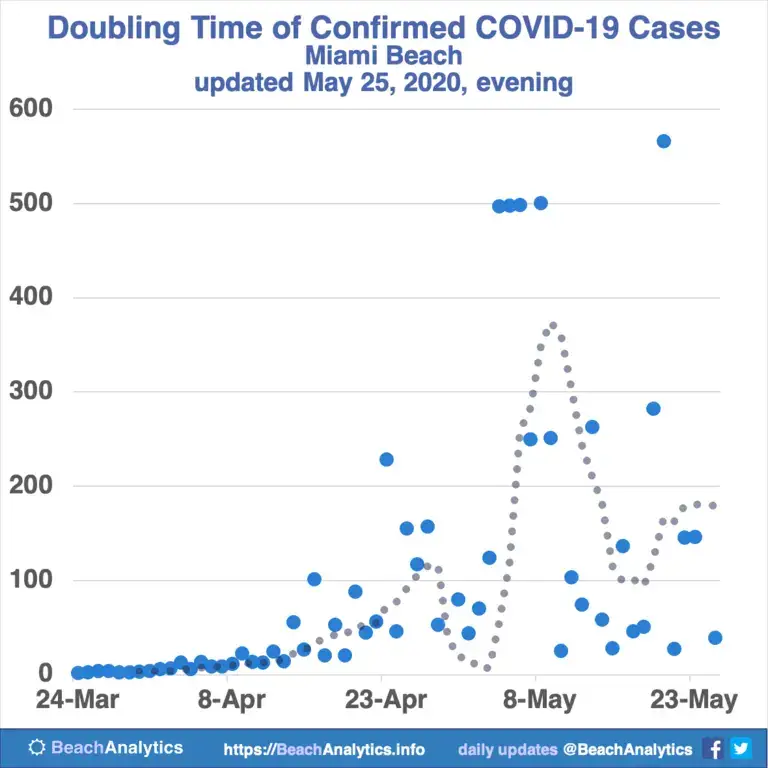 Doubling Time of Confirmed COVID-19 Cases
Miami Beach
updated May 25, 2020, evening
600
500
400
300
200
100
0
24-Mar 8-Apr 23-Apr 8-May 23-May
BeachAnalytics https://BeachAnalytics.info daily updates @BeachAnalytics